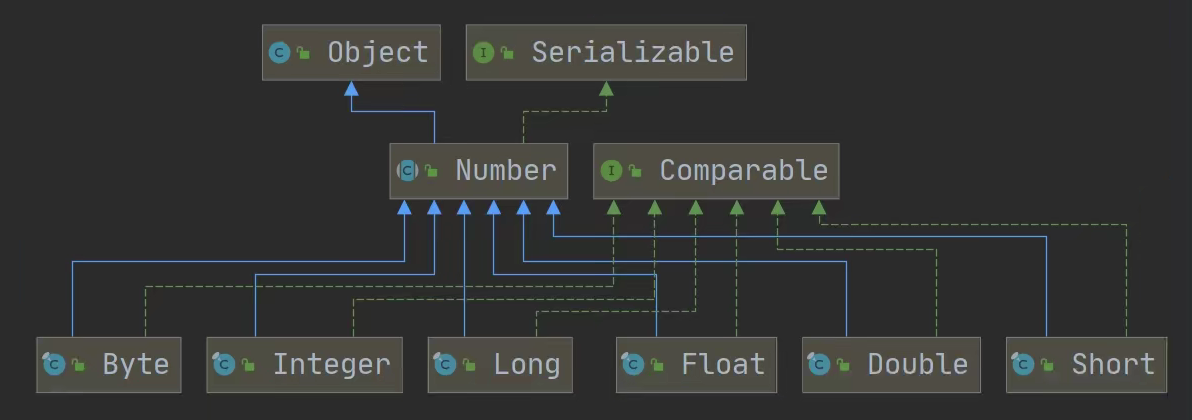 C Object
I Serializable
C Number
I Comparable
C Byte
C Integer
C Long
C Float
C Double
C Short